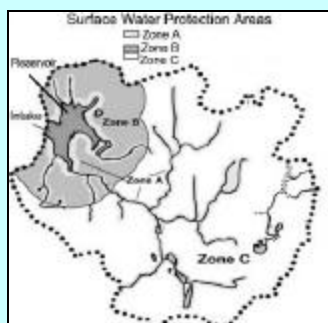 Surface Water Protection Areas
Zone A
Zone B
Zone C
Reservoir
Intake
Zone B
Zone A
Zone C